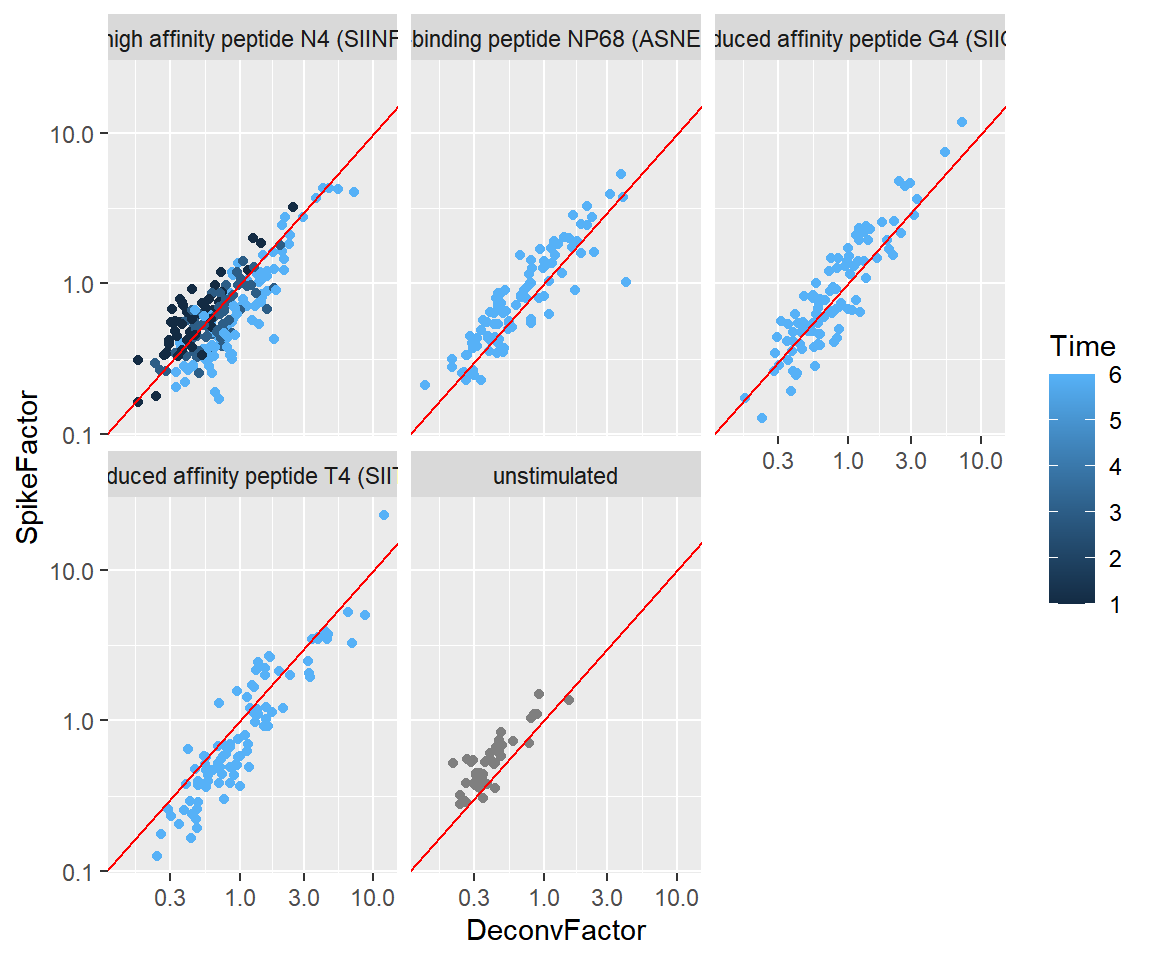 high affinity peptide N4 (SIINF
binding peptide NP68 (ASNE
duced affinity peptide G4 (SII
10.0
1.0
0.1
0.3 1.0 3.0 10.0
duced affinity peptide T4 (SII
unstimulated
10.0
1.0
0.1
0.3 1.0 3.0 10.0
0.3 1.0 3.0 10.0
SpikeFactor
DeconvFactor
Time
6
5
4
3
2
1